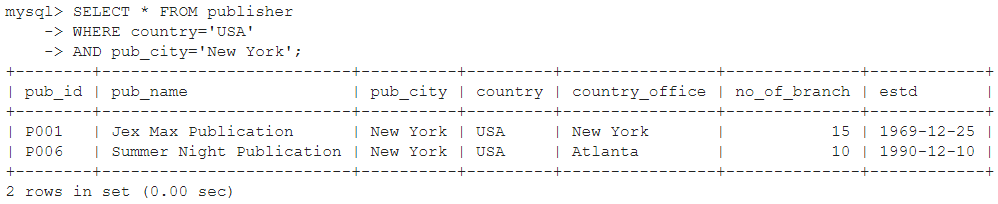 mysql> SELECT * FROM publisher
    -> WHERE country='USA'
    -> AND pub_city='New York';
+--------+--------------------------+----------+---------+----------------+--------------+------------+
| pub_id | pub_name                 | pub_city | country | country_office | no_of_branch | estd       |
+--------+--------------------------+----------+---------+----------------+--------------+------------+
| P001   | Jex Max Publication      | New York | USA     | New York       |           15 | 1969-12-25 |
| P006   | Summer Night Publication | New York | USA     | Atlanta        |           10 | 1990-12-10 |
+--------+--------------------------+----------+---------+----------------+--------------+------------+
2 rows in set (0.00 sec)